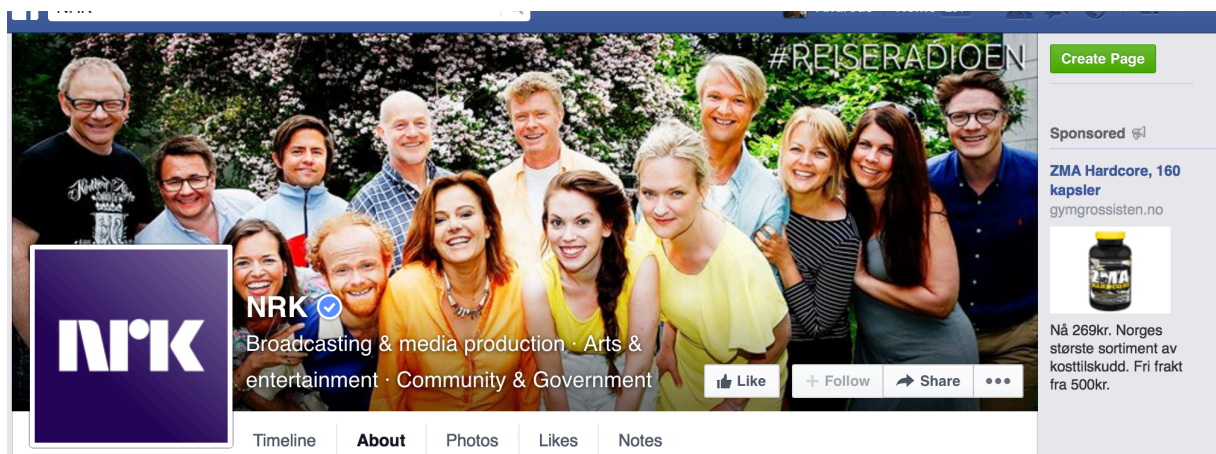 #REISERADIOEN
Create Page
Sponsored
ZMA Hardcore, 160
kapsler
gymgrossisten.no
ZMA
HARDCORE
Nå 269kr. Norges
største sortiment av
kosttilskudd. Fri frakt
fra 500kr.
nrk
NRK
Broadcasting & media production · Arts &
entertainment · Community & Government
Like
+ Follow
Share
Timeline
About
Photos
Likes
Notes